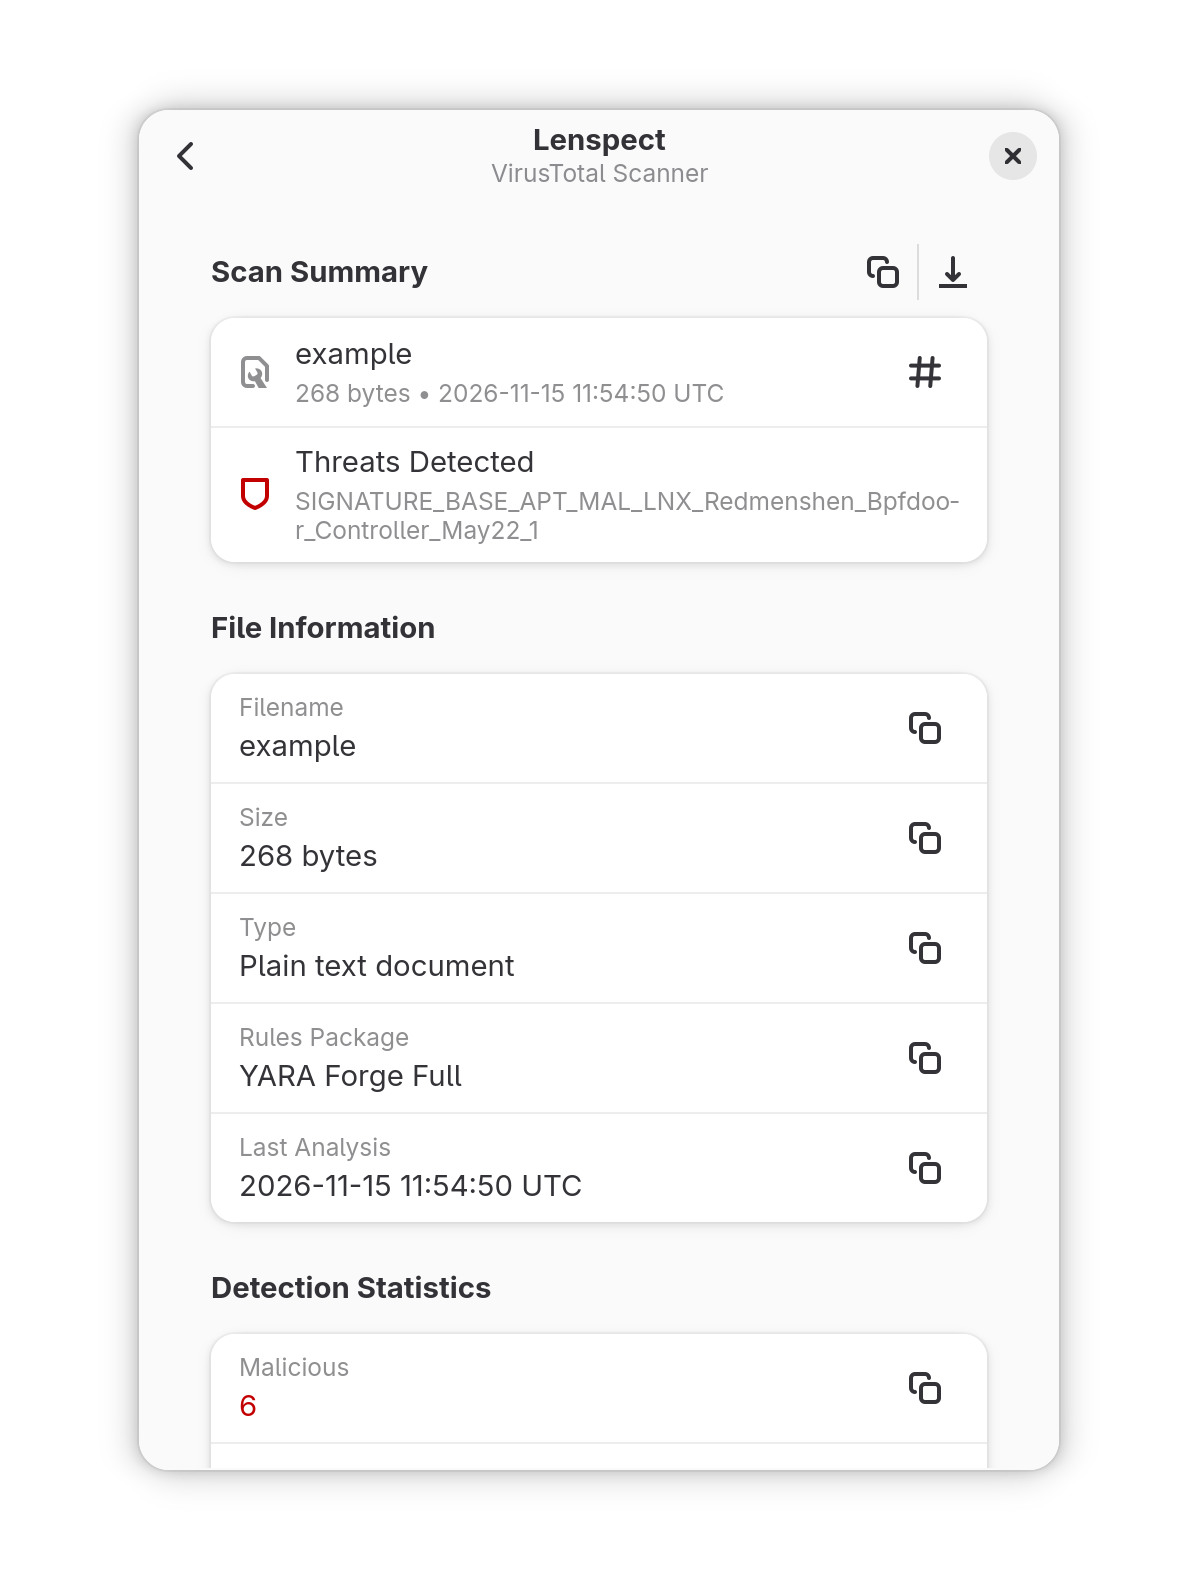 Lenspect
VirusTotal Scanner
Scan Summary
example
268 bytes • 2026-11-15 11:54:50 UTC
Threats Detected
SIGNATURE_BASE_APT_MAL_LNX_Redmenshen_Bpfdoo-
r_Controller_May22_1
File Information
Filename
example
Size
268 bytes
Type
Plain text document
Rules Package
YARA Forge Full
Last Analysis
2026-11-15 11:54:50 UTC
Detection Statistics
Malicious
6